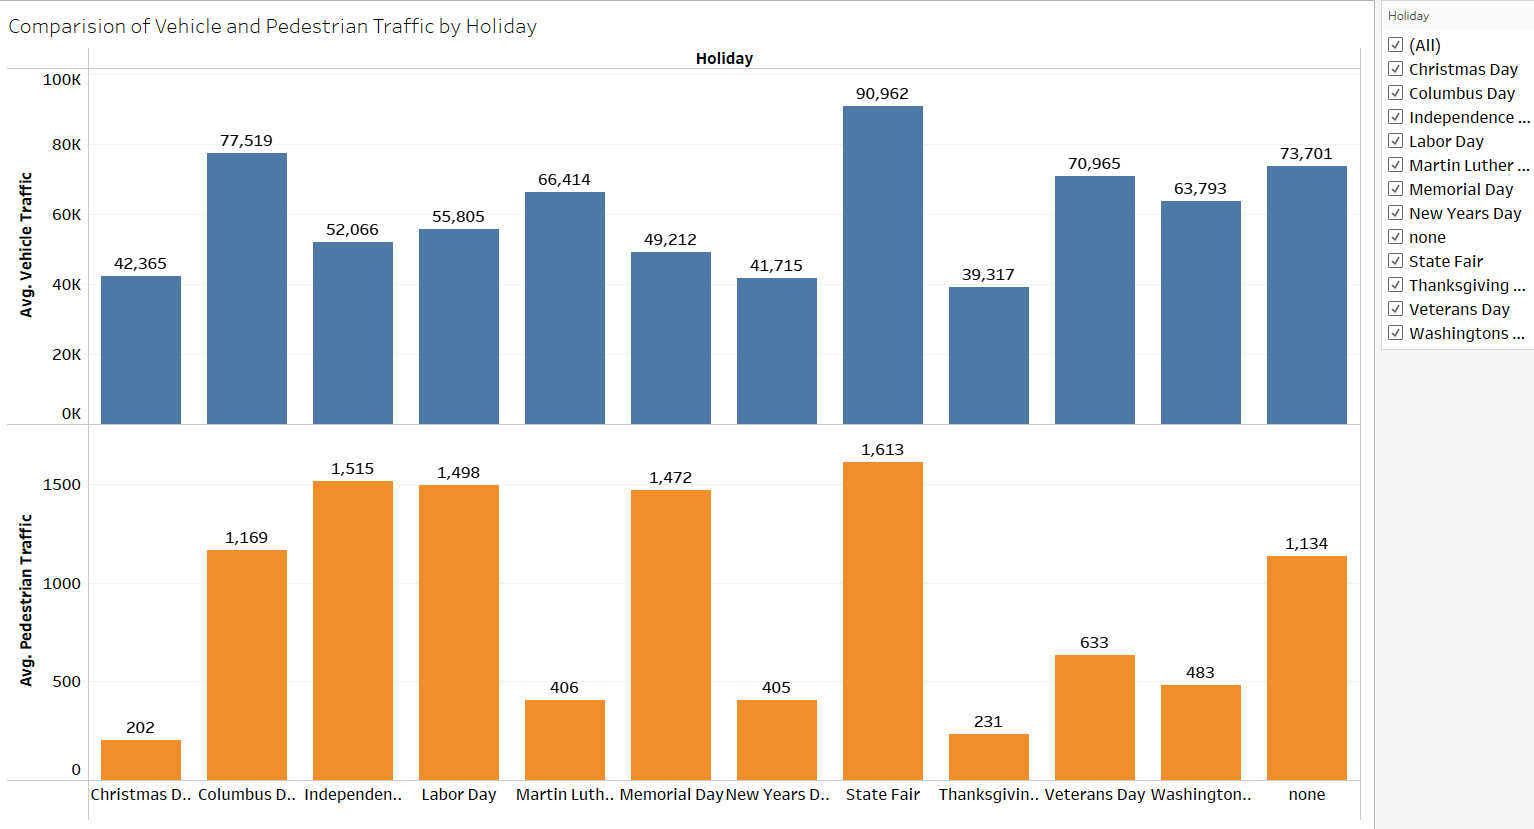 Comparision of Vehicle and Pedestrian Traffic by Holiday
Holiday
Avg. Vehicle Traffic
100K
80K
60K
40K
20K
0K
42,365
77,519
52,066
55,805
66,414
49,212
41,715
90,962
39,317
70,965
63,793
73,701
Avg. Pedestrian Traffic
1500
1000
500
0
202
1,169
1,515
1,498
406
1,472
405
1,613
231
633
483
1,134
Christmas D.. Columbus D.. Independen.. Labor Day Martin Luth.. Memorial Day New Years D.. State Fair Thanksgivin.. Veterans Day Washington.. none
Holiday
(All)
Christmas Day
Columbus Day
Independence ...
Labor Day
Martin Luther ...
Memorial Day
New Years Day
none
State Fair
Thanksgiving ...
Veterans Day
Washingtons ...